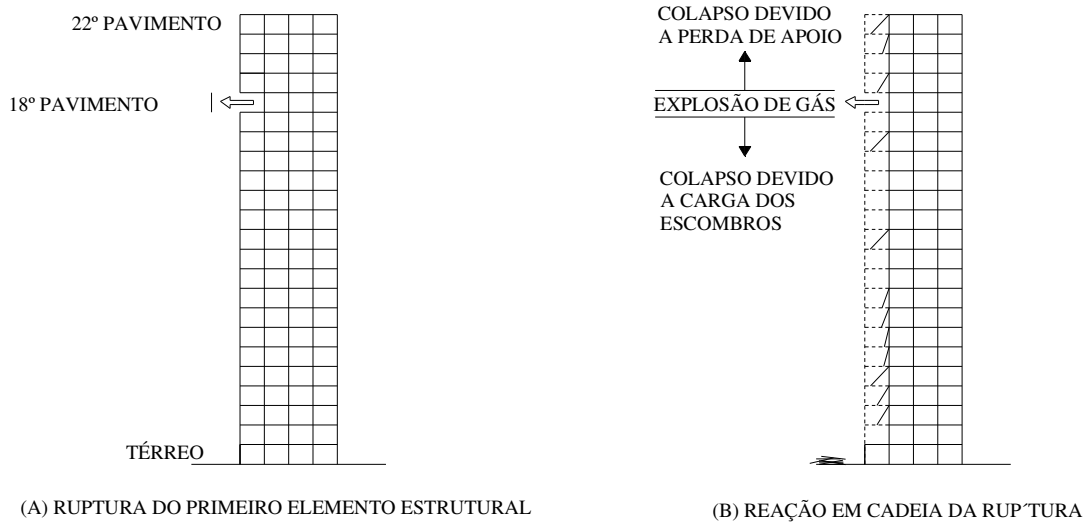 22º PAVIMENTO
18º PAVIMENTO
TÉRREO
(A) RUPTURA DO PRIMEIRO ELEMENTO ESTRUTURAL
COLAPSO DEVIDO
A PERDA DE APOIO
EXPLOSÃO DE GÁS
COLAPSO DEVIDO
A CARGA DOS
ESCOMBROS
(B) REAÇÃO EM CADEIA DA RUP´TURA